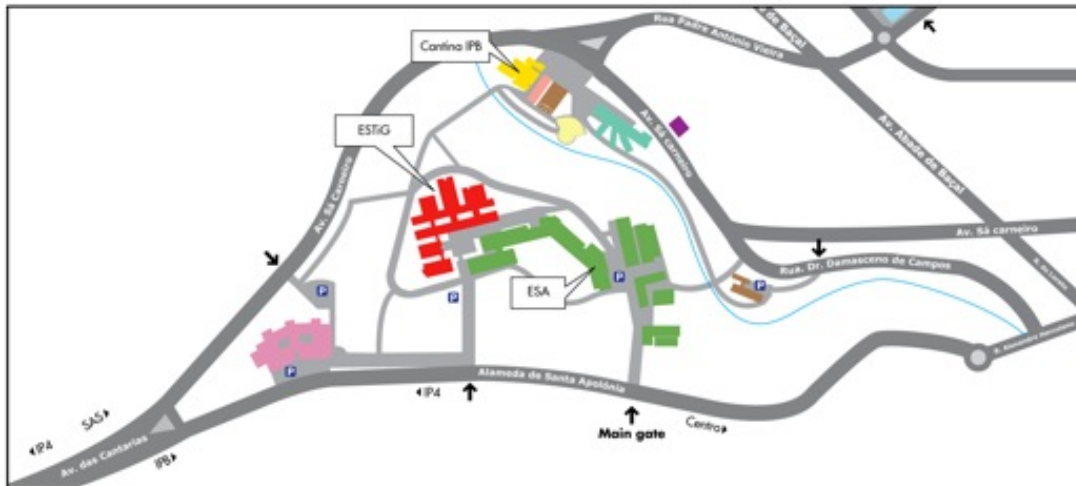 Cantina IPB
Rua Padre António Vieira
de Baçal
Av. Abade de Baçal
ESTiG
Av. Sá Carneiro
Av. Sá carneiro
Av. Sá carneiro
Rua. Dr. Damasceno de Campos
P
P
ESA
P
P
P
Alameda de Santa Apolónia
IP4
Main gate
Centro
SAS
IP4
Av. das Cantarias
IPB